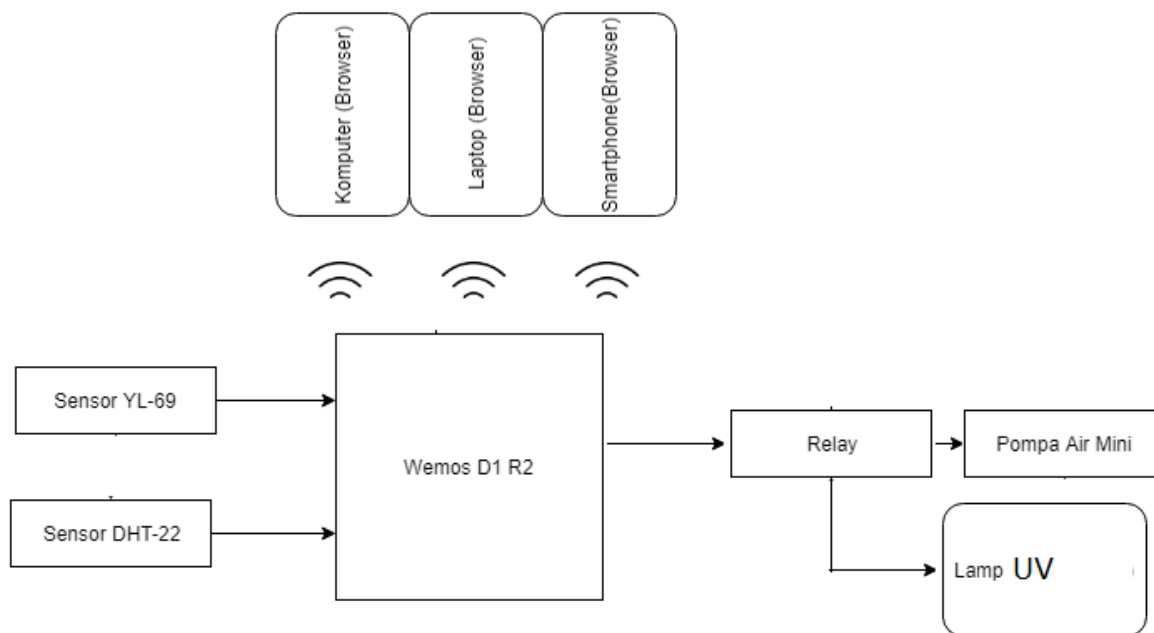 Komputer (Browser)
Laptop (Browser)
Smartphone(Browser)
Sensor YL-69
Wemos D1 R2
Relay
Pompa Air Mini
Sensor DHT-22
Lamp UV